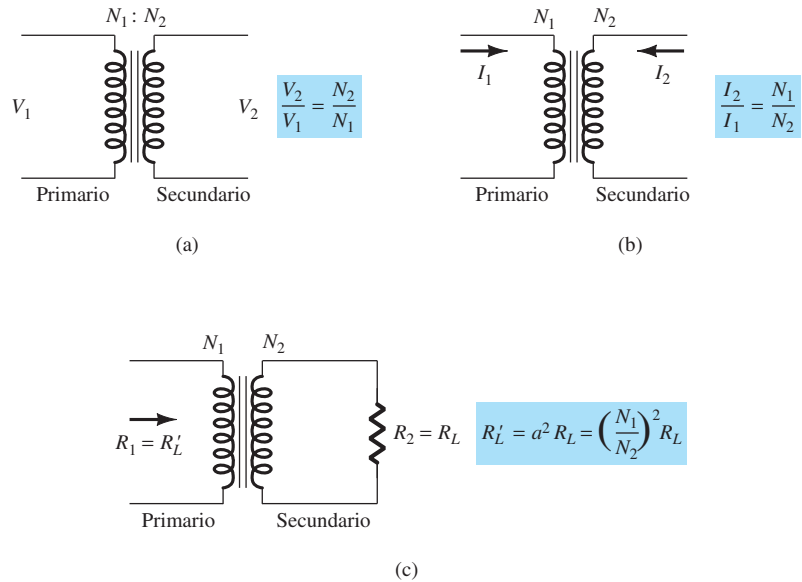 N₁ : N₂
V₁
V₂
V₂/V₁ = N₂/N₁
Primario
Secundario
(a)
N₁
N₂
I₁
I₂
I₂/I₁ = N₁/N₂
Primario
Secundario
(b)
N₁
N₂
R₁ = R′L
R₂ = RL
R′L = a² RL = (N₁/N₂)² RL
Primario
Secundario
(c)